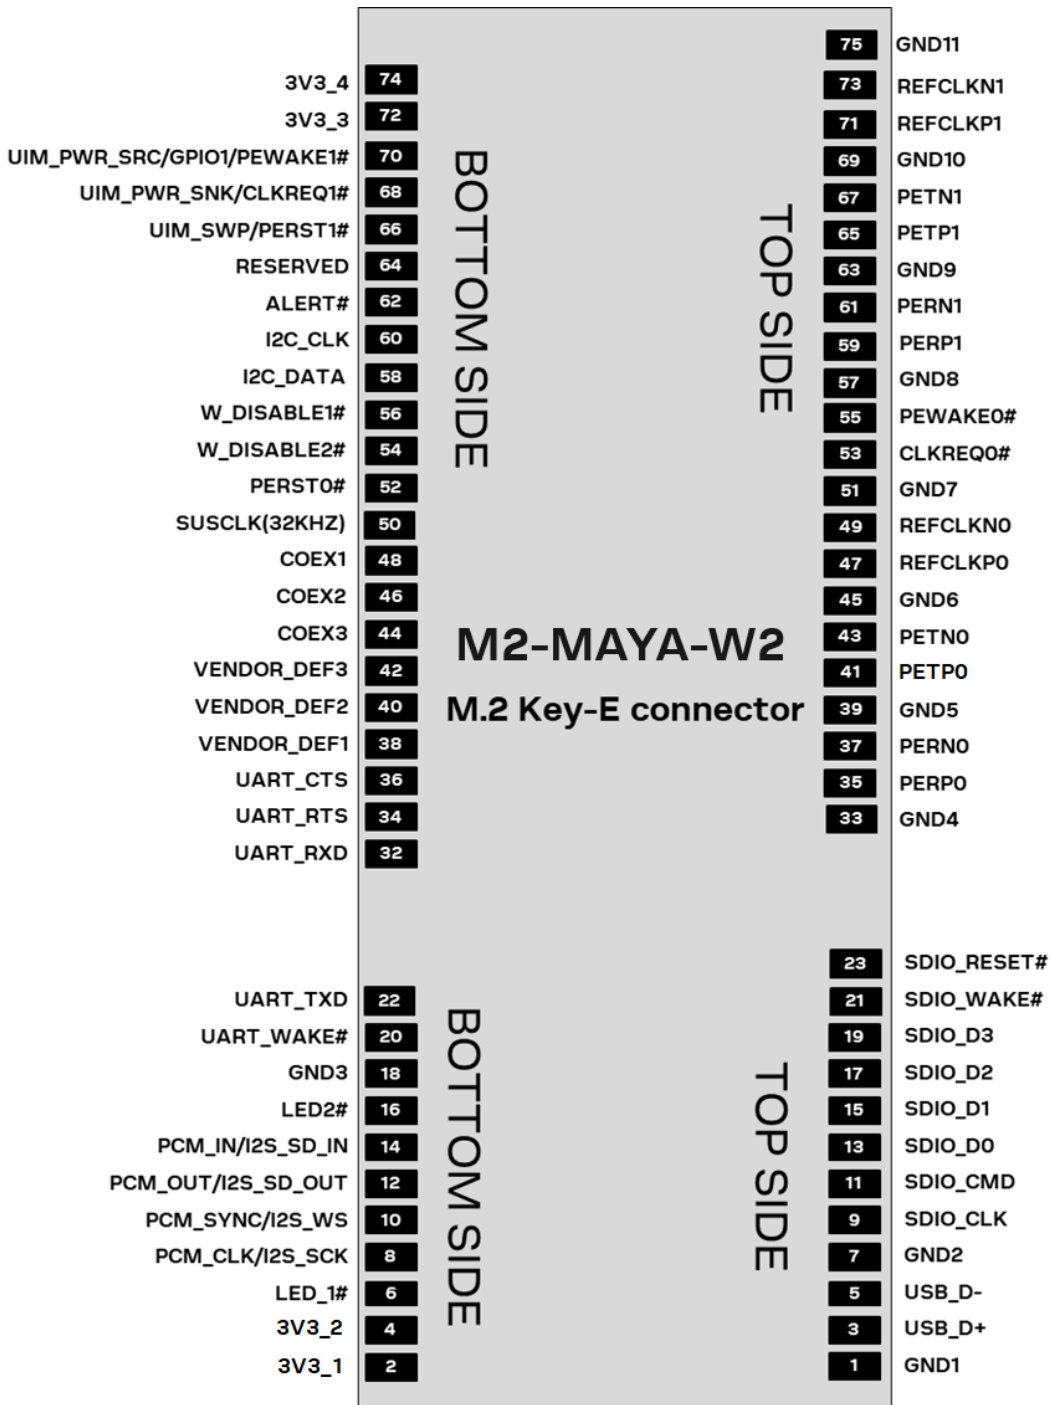 75 GND11
3V3_4 74
73 REFCLKN1
3V3_3 72
71 REFCLKP1
UIM_PWR_SRC/GPIO1/PEWAKE1# 70
69 GND10
UIM_PWR_SNK/CLKREQ1# 68
67 PETN1
UIM_SWP/PERST1# 66
65 PETP1
RESERVED 64
63 GND9
ALERT# 62
61 PERN1
I2C_CLK 60
59 PERP1
I2C_DATA 58
57 GND8
W_DISABLE1# 56
55 PEWAKE0#
W_DISABLE2# 54
53 CLKREQ0#
PERST0# 52
51 GND7
SUSCLK(32KHZ) 50
49 REFCLKN0
COEX1 48
47 REFCLKP0
COEX2 46
45 GND6
COEX3 44
43 PETN0
VENDOR_DEF3 42
41 PETP0
VENDOR_DEF2 40
39 GND5
VENDOR_DEF1 38
37 PERN0
UART_CTS 36
35 PERP0
UART_RTS 34
33 GND4
UART_RXD 32
BOTTOM SIDE
TOP SIDE
M2-MAYA-W2
M.2 Key-E connector
23 SDIO_RESET#
UART_TXD 22
21 SDIO_WAKE#
UART_WAKE# 20
19 SDIO_D3
GND3 18
17 SDIO_D2
LED2# 16
15 SDIO_D1
PCM_IN/I2S_SD_IN 14
13 SDIO_D0
PCM_OUT/I2S_SD_OUT 12
11 SDIO_CMD
PCM_SYNC/I2S_WS 10
9 SDIO_CLK
PCM_CLK/I2S_SCK 8
7 GND2
LED_1# 6
5 USB_D-
3V3_2 4
3 USB_D+
3V3_1 2
1 GND1
BOTTOM SIDE
TOP SIDE